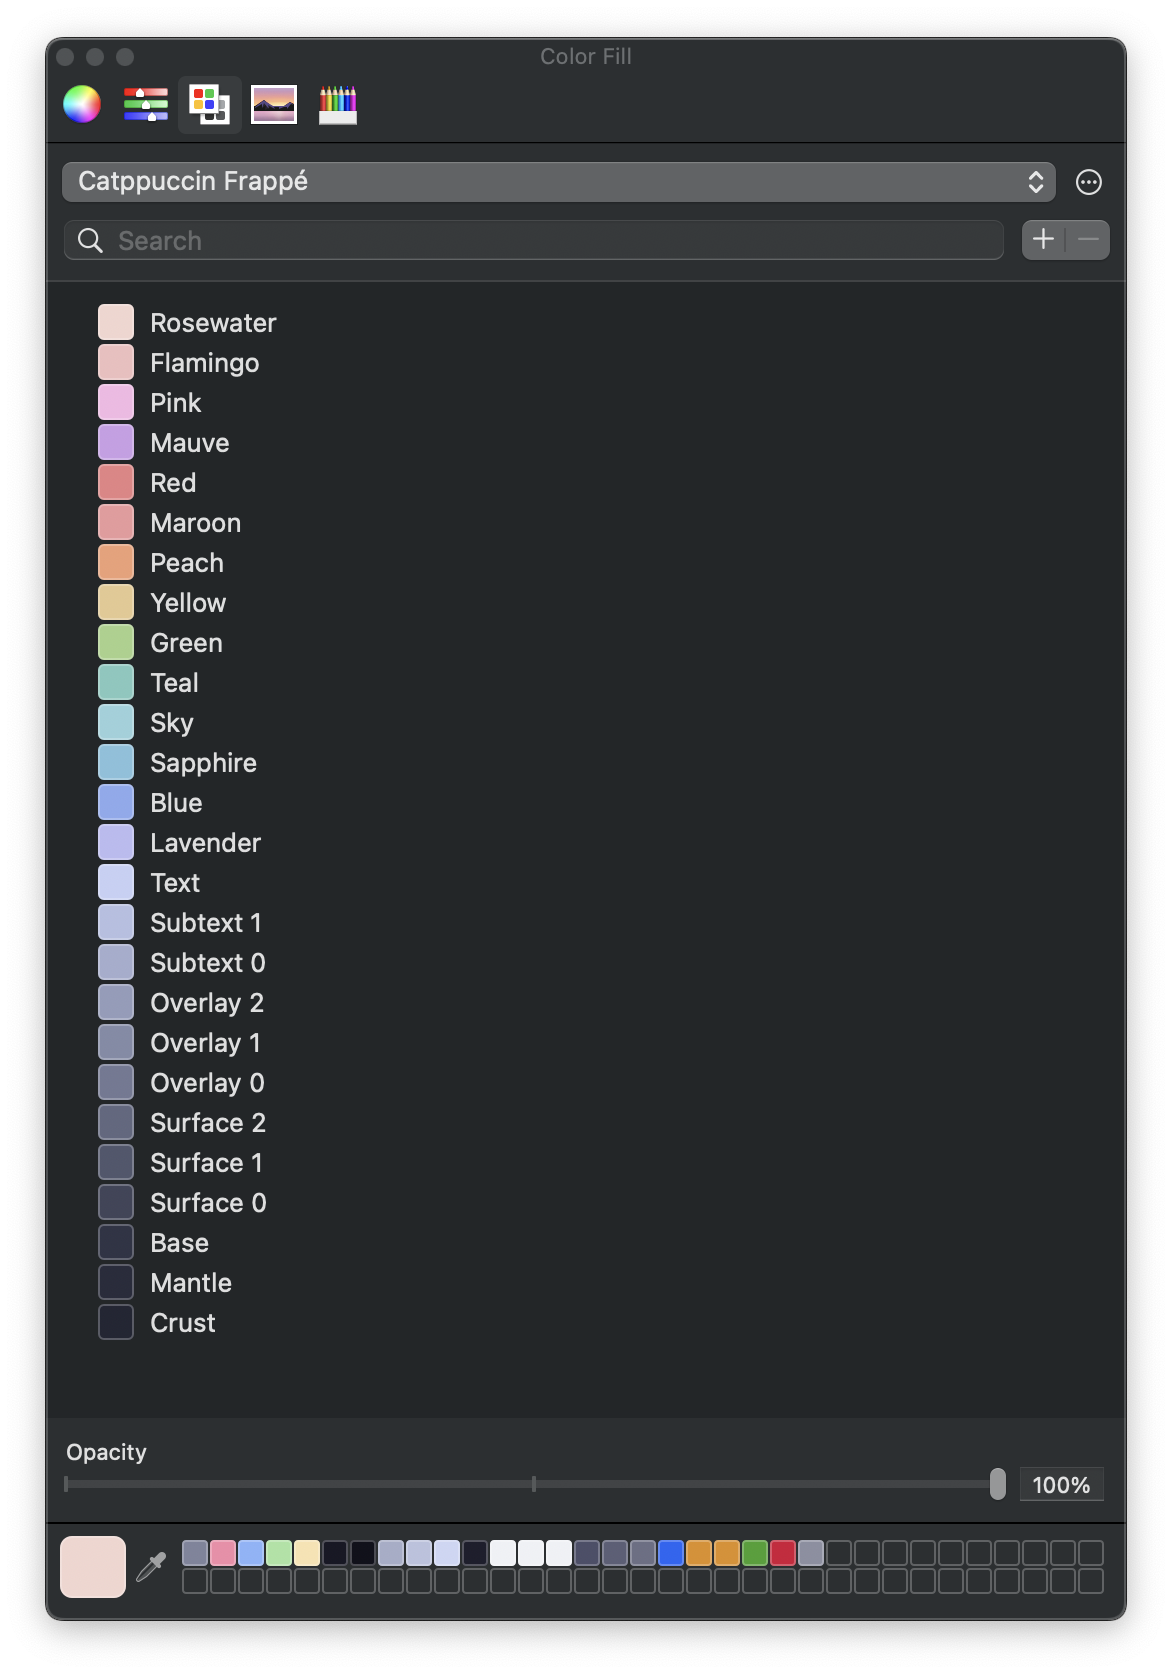 Color Fill
Catppuccin Frappé
Search
Rosewater
Flamingo
Pink
Mauve
Red
Maroon
Peach
Yellow
Green
Teal
Sky
Sapphire
Blue
Lavender
Text
Subtext 1
Subtext 0
Overlay 2
Overlay 1
Overlay 0
Surface 2
Surface 1
Surface 0
Base
Mantle
Crust
Opacity
100%